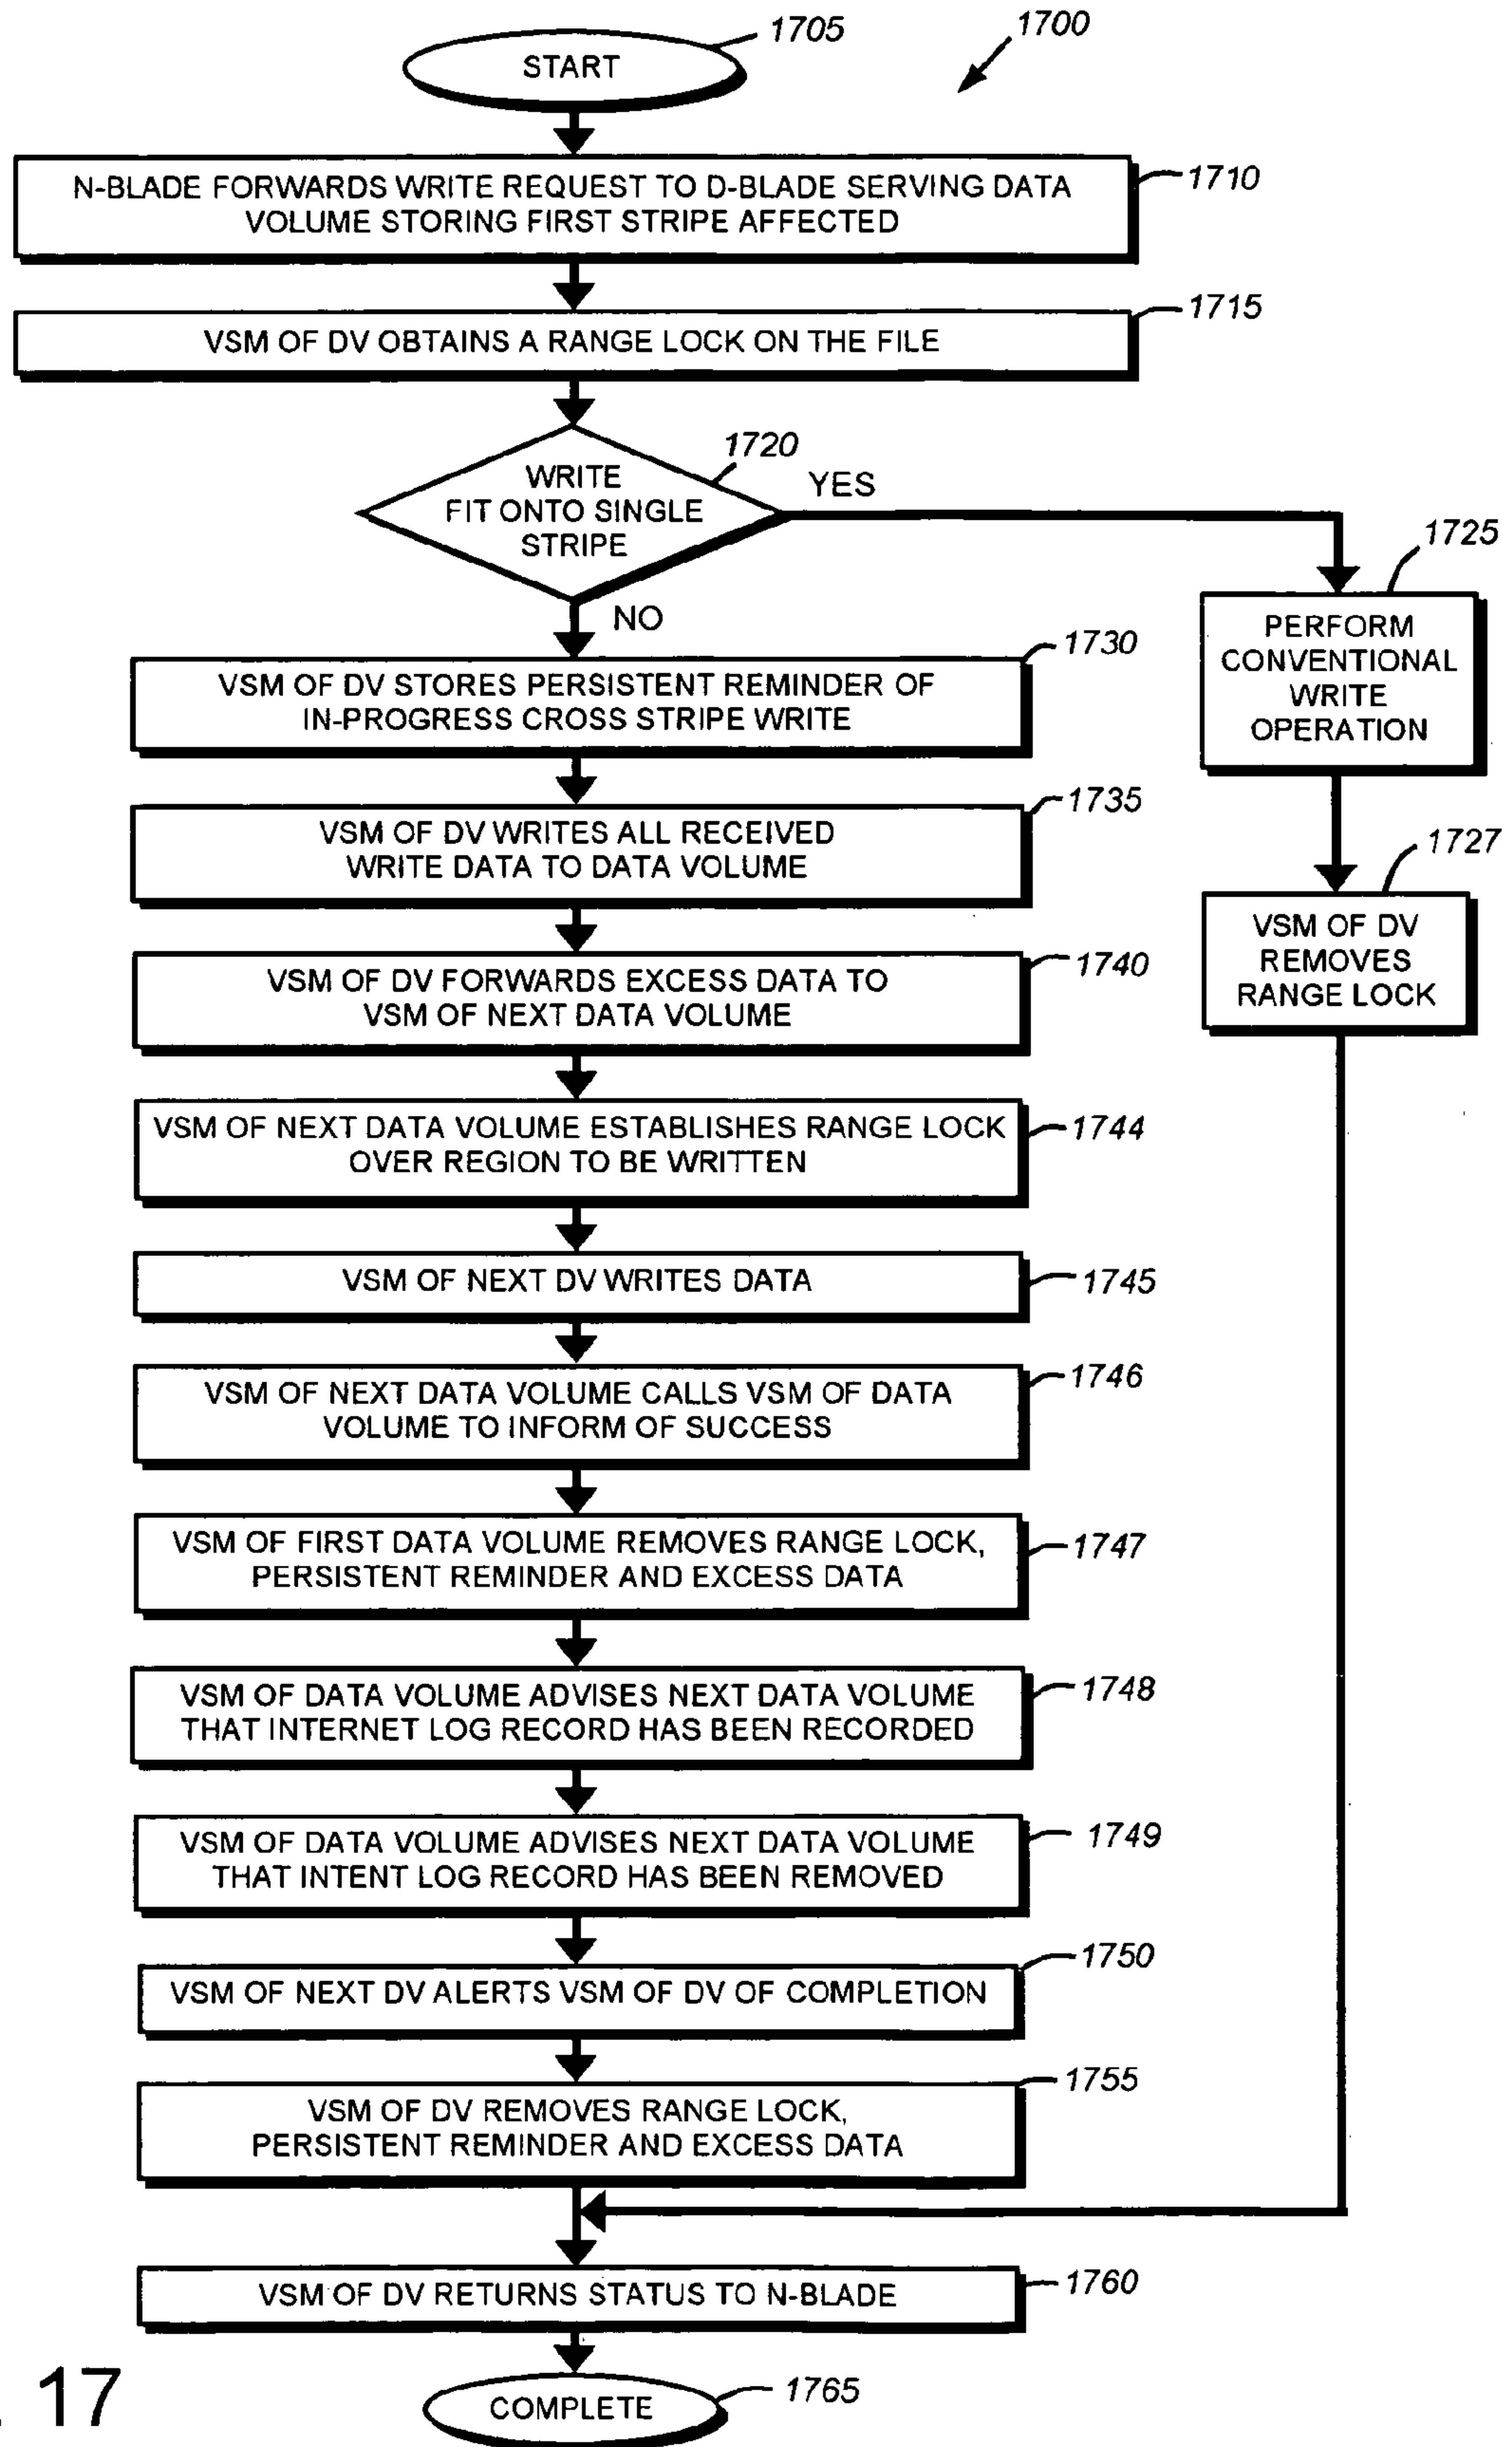 1705
1700
START
N-BLADE FORWARDS WRITE REQUEST TO D-BLADE SERVING DATA
VOLUME STORING FIRST STRIPE AFFECTED
1710
1715
VSM OF DV OBTAINS A RANGE LOCK ON THE FILE
1720
WRITE
FIT ONTO SINGLE
STRIPE
YES
NO
1725
PERFORM
CONVENTIONAL
WRITE
OPERATION
1727
VSM OF DV
REMOVES
RANGE LOCK
1730
VSM OF DV STORES PERSISTENT REMINDER OF
IN-PROGRESS CROSS STRIPE WRITE
1735
VSM OF DV WRITES ALL RECEIVED
WRITE DATA TO DATA VOLUME
1740
VSM OF DV FORWARDS EXCESS DATA TO
VSM OF NEXT DATA VOLUME
VSM OF NEXT DATA VOLUME ESTABLISHES RANGE LOCK
OVER REGION TO BE WRITTEN
1744
VSM OF NEXT DV WRITES DATA
1745
1746
VSM OF NEXT DATA VOLUME CALLS VSM OF DATA
VOLUME TO INFORM OF SUCCESS
VSM OF FIRST DATA VOLUME REMOVES RANGE LOCK,
PERSISTENT REMINDER AND EXCESS DATA
1747
VSM OF DATA VOLUME ADVISES NEXT DATA VOLUME
THAT INTERNET LOG RECORD HAS BEEN RECORDED
1748
VSM OF DATA VOLUME ADVISES NEXT DATA VOLUME
THAT INTENT LOG RECORD HAS BEEN REMOVED
1749
1750
VSM OF NEXT DV ALERTS VSM OF DV OF COMPLETION
1755
VSM OF DV REMOVES RANGE LOCK,
PERSISTENT REMINDER AND EXCESS DATA
VSM OF DV RETURNS STATUS TO N-BLADE
1760
COMPLETE
1765
. 17